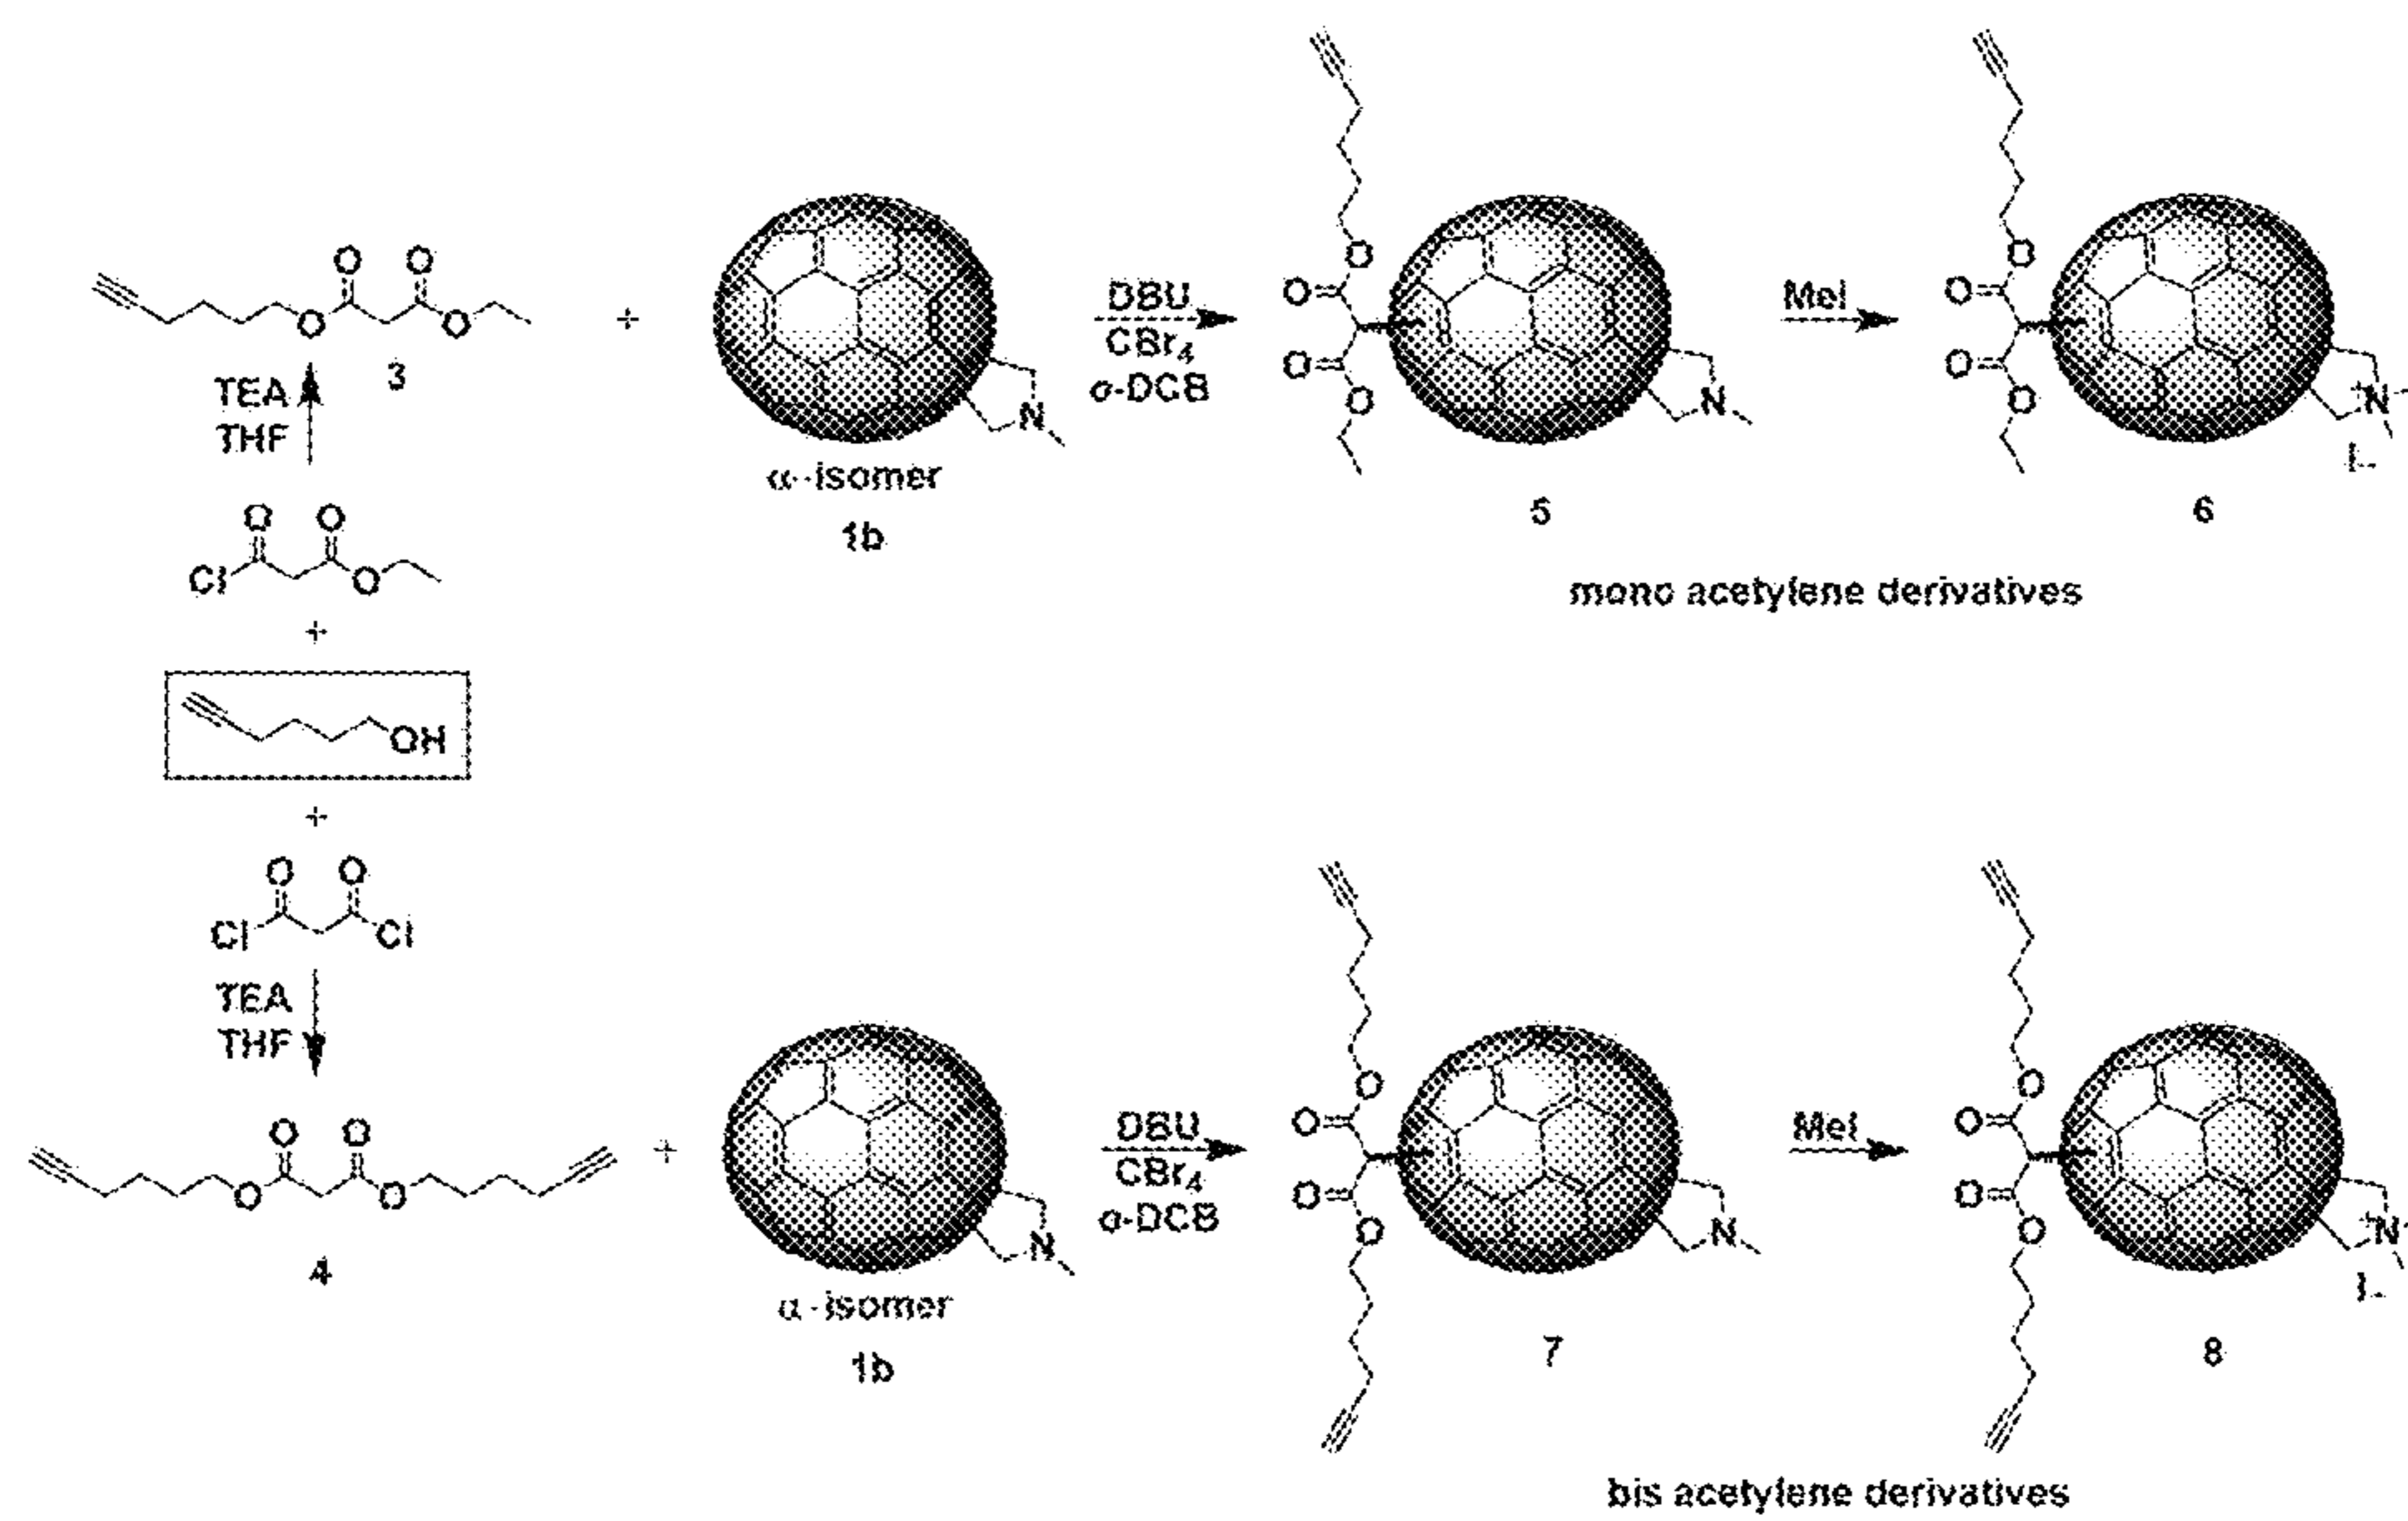 O O
O O
3
TEA
THF
+
α-isomer
1b
N
DBU
CBr4
o-DCB
O
O
O
O
N
5
MeI
O
O
O
O
+N
I-
6
mono acetylene derivatives
O O
Cl O
+
OH
+
O O
Cl Cl
TEA
THF
O O
O O
4
+
α-isomer
1b
N
DBU
CBr4
o-DCB
O
O
O
O
N
7
MeI
O
O
O
O
+N
I-
8
bis acetylene derivatives